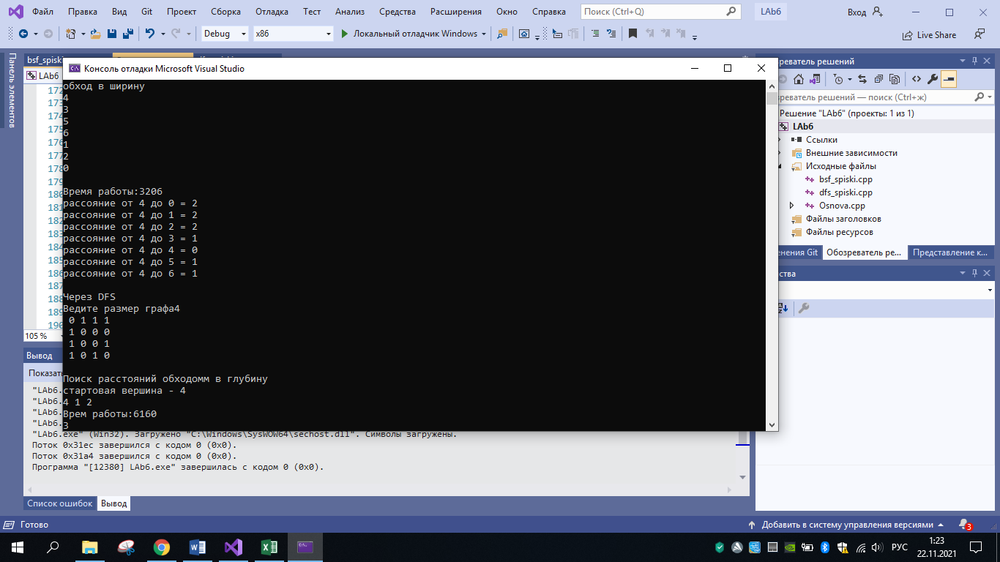 Файл Правка Вид Git Проект Сборка Отладка Тест Анализ Средства Расширения Окно Справка Поиск (Ctrl+Q) LAb6 Вход
Debug x86 Локальный отладчик Windows Live Share
Панель элементов
bsf_spiski
LAb6
Консоль отладки Microsoft Visual Studio
172
173
174
175
176
177
178
179
180
181
182
183
184
185
186
187
188
189
190
105 %
обход в ширину
4
3
5
6
1
2
0
Время работы:3206
рассояние от 4 до 0 = 2
рассояние от 4 до 1 = 2
рассояние от 4 до 2 = 2
рассояние от 4 до 3 = 1
рассояние от 4 до 4 = 0
рассояние от 4 до 5 = 1
рассояние от 4 до 6 = 1
Через DFS
Ведите размер графа4
0 1 1 1
1 0 0 0
1 0 0 1
1 0 1 0
Поиск расстояний обходомм в глубину
стартовая вершина - 4
4 1 2
Врем работы:6160
3
реватель решений
зреватель решений — поиск (Ctrl+ж)
Решение "LAb6" (проекты: 1 из 1)
LAb6
Ссылки
Внешние зависимости
Исходные файлы
bsf_spiski.cpp
dfs_spiski.cpp
Osnova.cpp
Файлы заголовков
Файлы ресурсов
енения Git Обозреватель ре... Представление к...
ства
Вывод
Показать
"LAb6.
"LAb6.
"LAb6.
"LAb6.
"LAb6.exe" (Win32). Загружено "C:\Windows\SysWOW64\sechost.dll". Символы загружены.
Поток 0x31ec завершился с кодом 0 (0x0).
Поток 0x31a4 завершился с кодом 0 (0x0).
Программа "[12380] LAb6.exe" завершилась с кодом 0 (0x0).
Список ошибок Вывод
Готово Добавить в систему управления версиями 3
РУС
1:23
22.11.2021